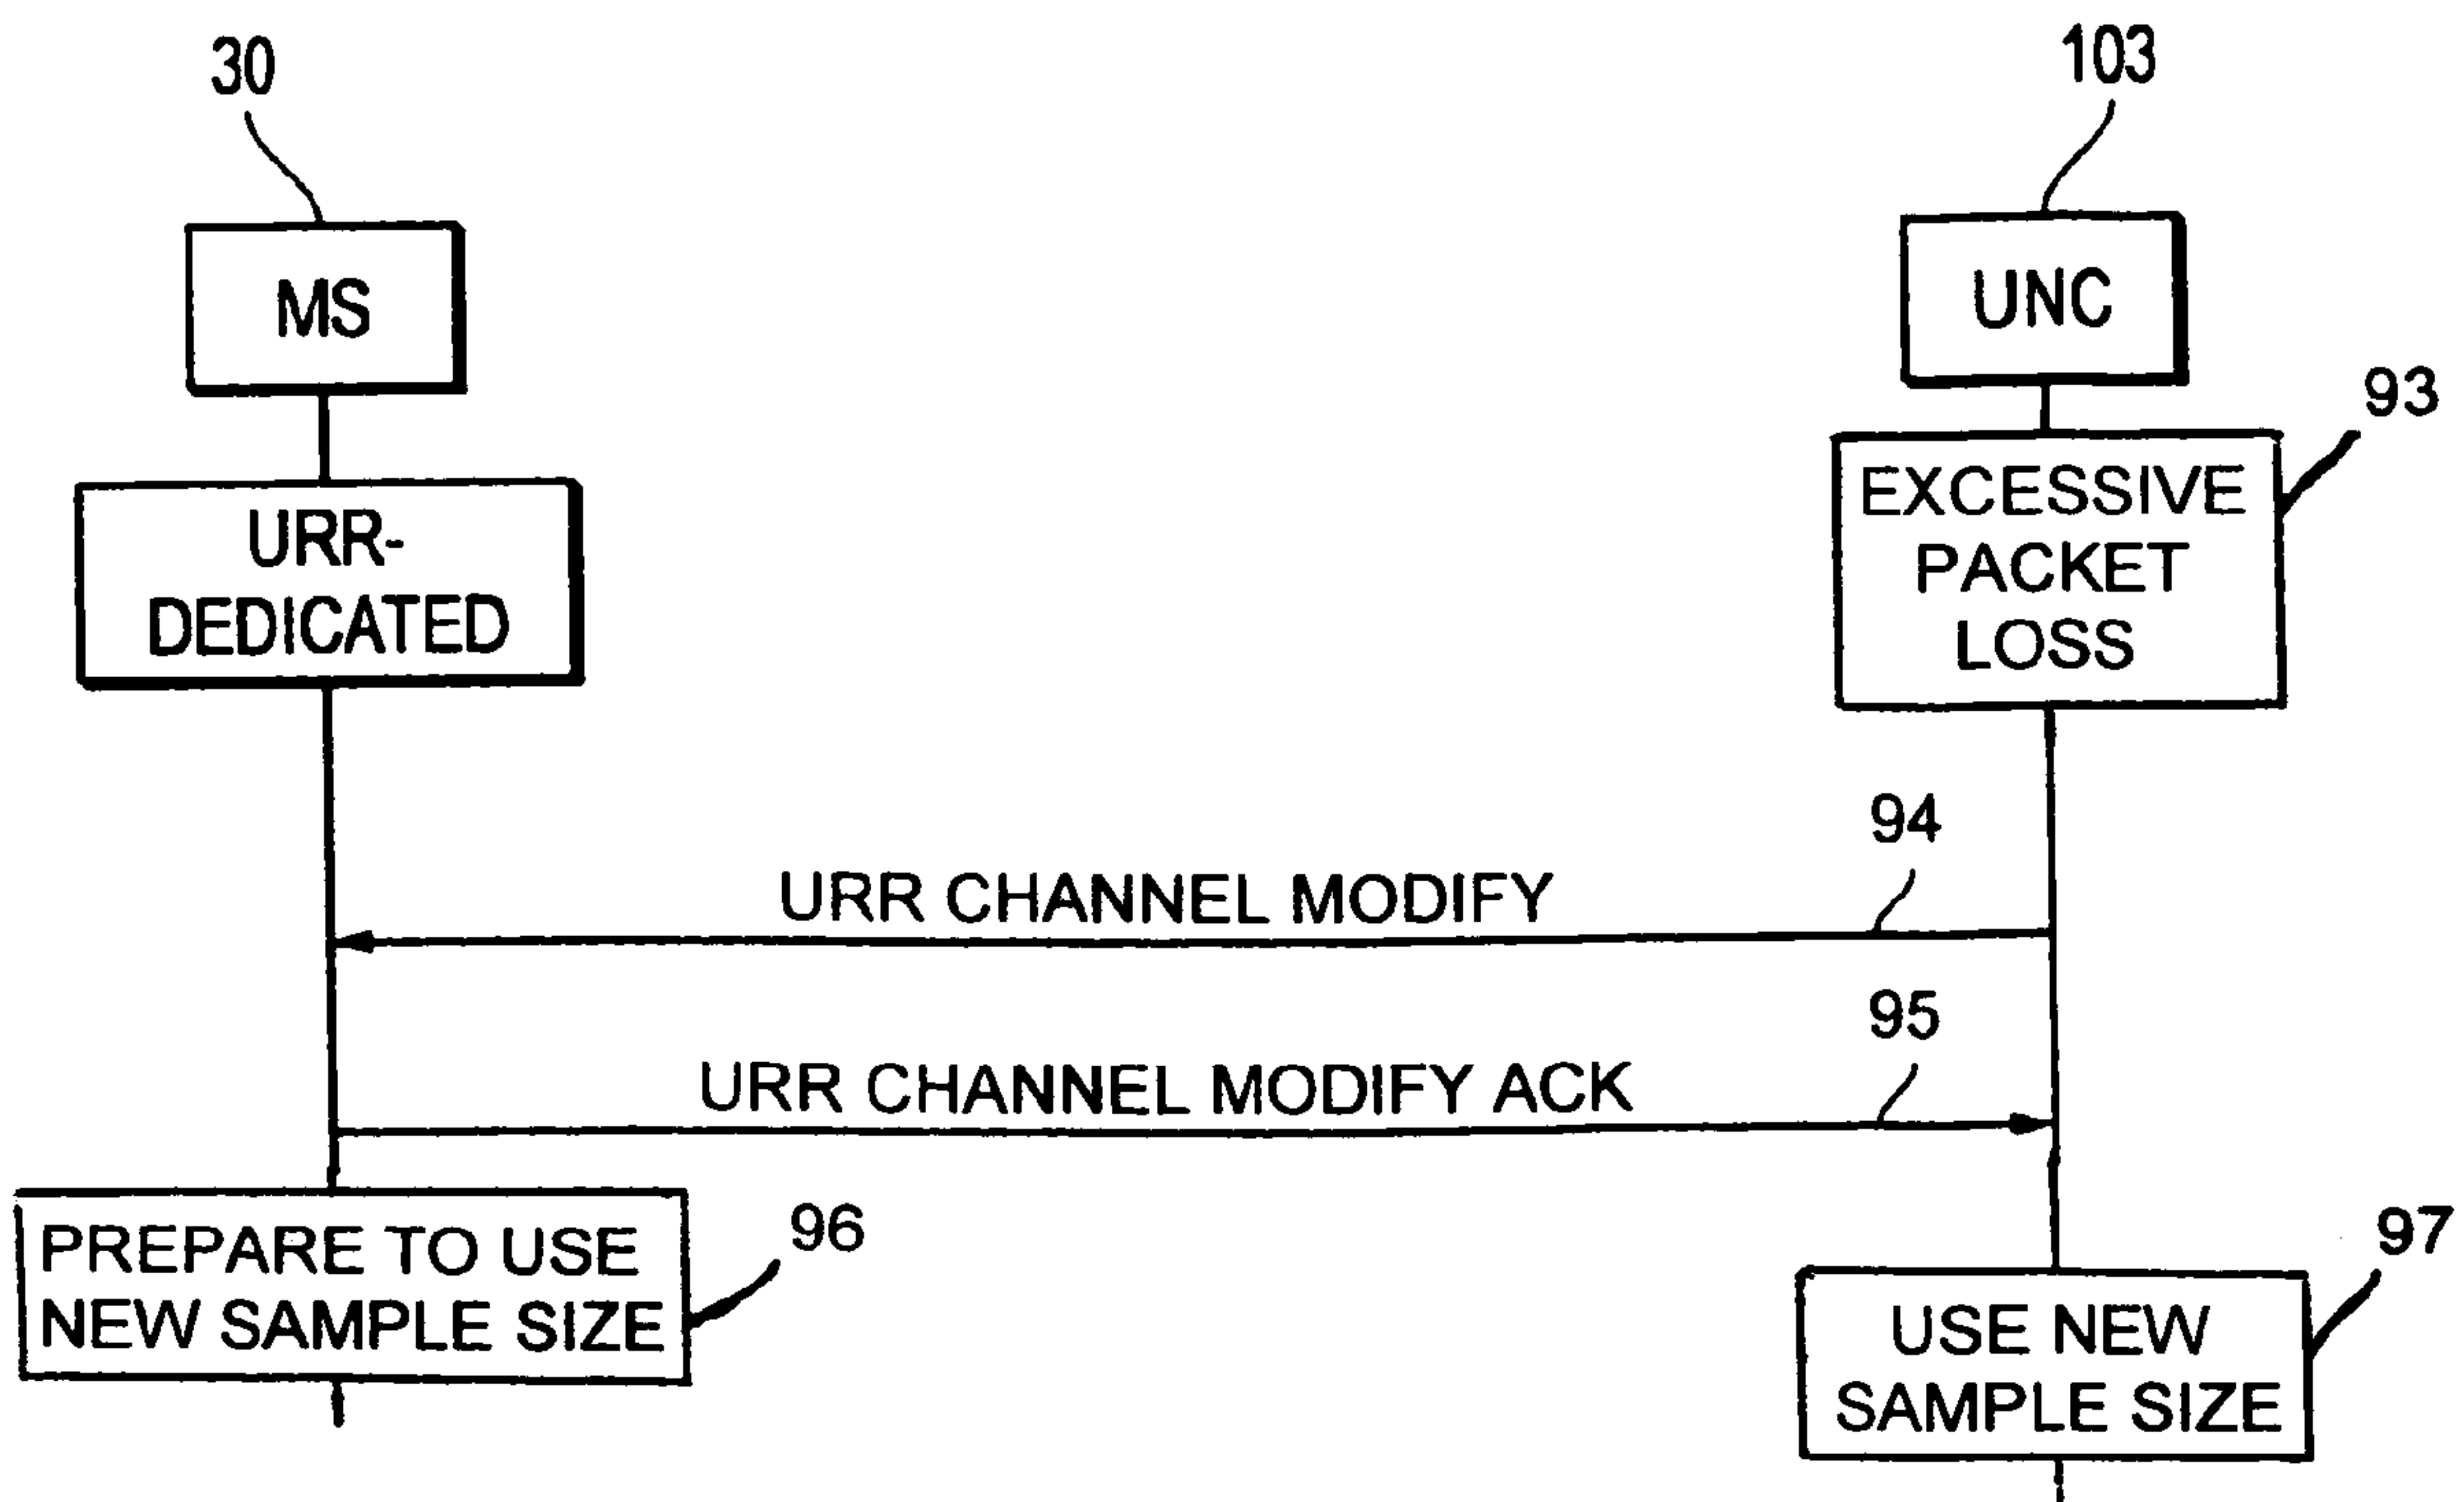 30
103
MS
UNC
93
EXCESSIVE
PACKET
LOSS
URR-
DEDICATED
94
URR CHANNEL MODIFY
95
URR CHANNEL MODIFY ACK
96
PREPARE TO USE
NEW SAMPLE SIZE
97
USE NEW
SAMPLE SIZE